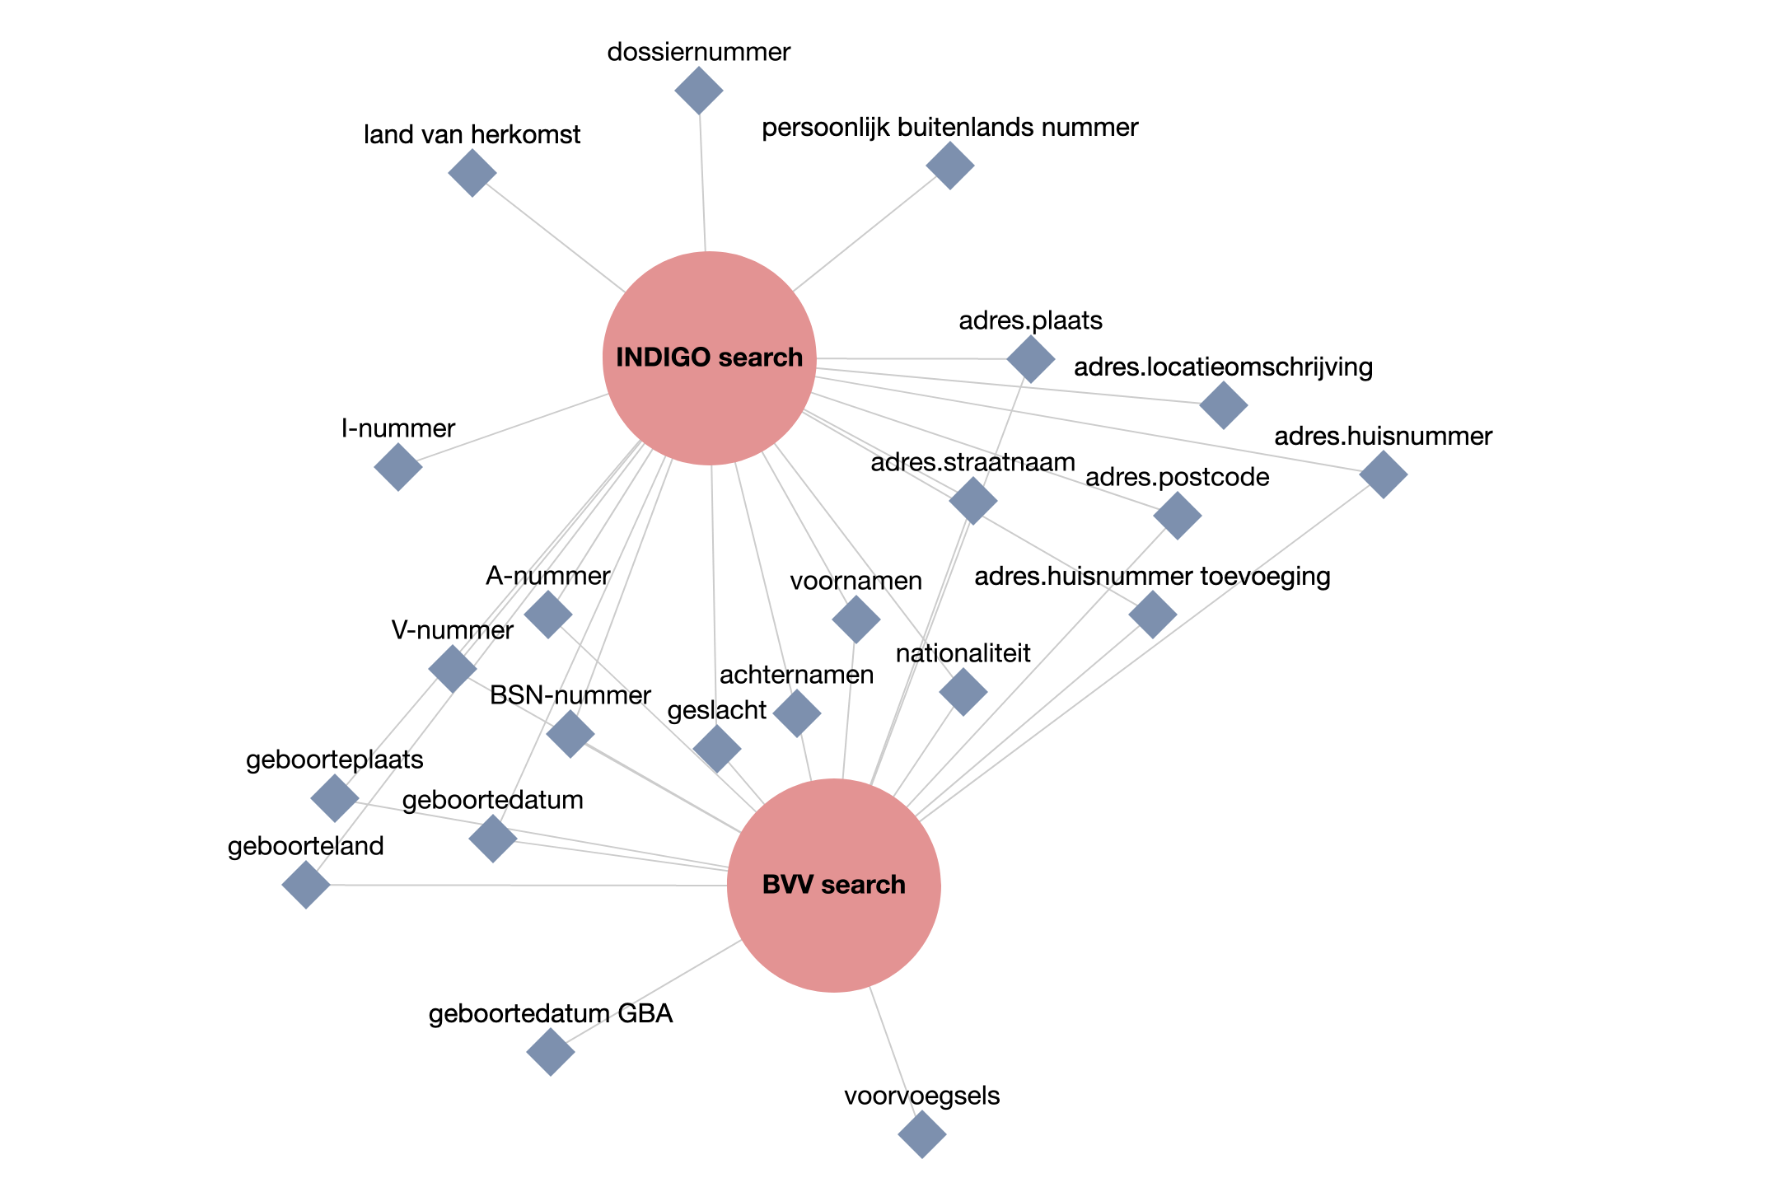 dossiernummer
persoonlijk buitenlands nummer
land van herkomst
adres.plaats
INDIGO search
adres.locatieomschrijving
I-nummer
adres.huisnummer
adres.straatnaam
adres.postcode
A-nummer
voornamen
adres.huisnummer toevoeging
V-nummer
nationaliteit
achternamen
BSN-nummer
geslacht
geboorteplaats
geboortedatum
geboorteland
BVV search
geboortedatum GBA
voorvoegsels